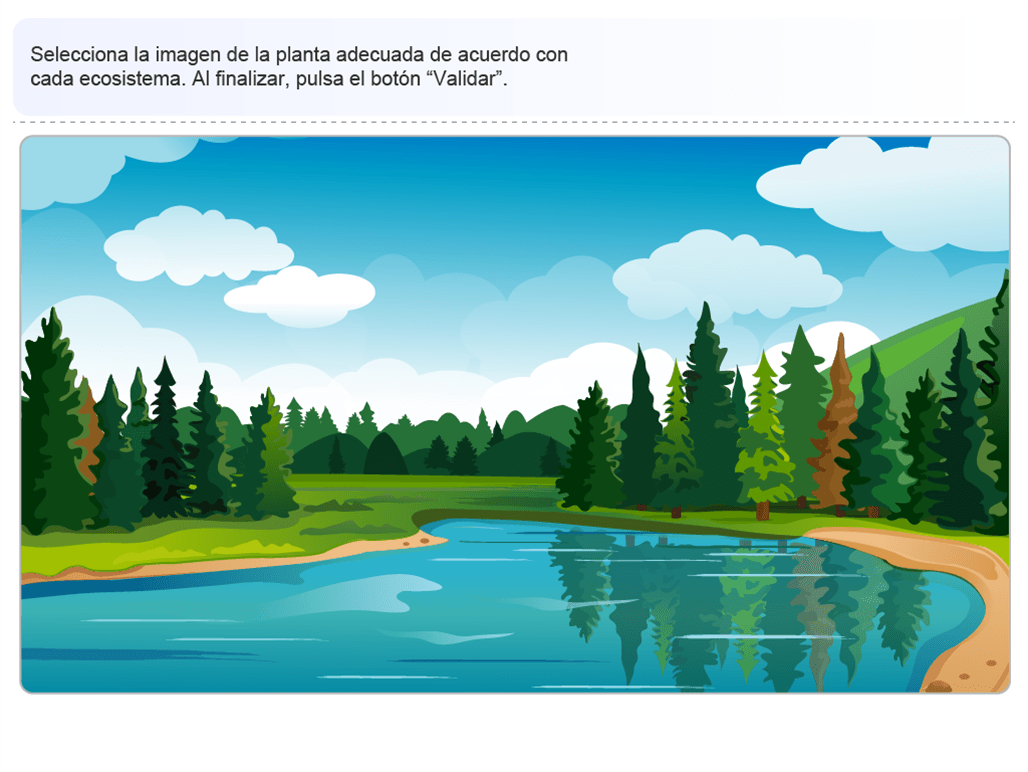 Selecciona la imagen de la planta adecuada de acuerdo con
cada ecosistema. Al finalizar, pulsa el botón “Validar”.